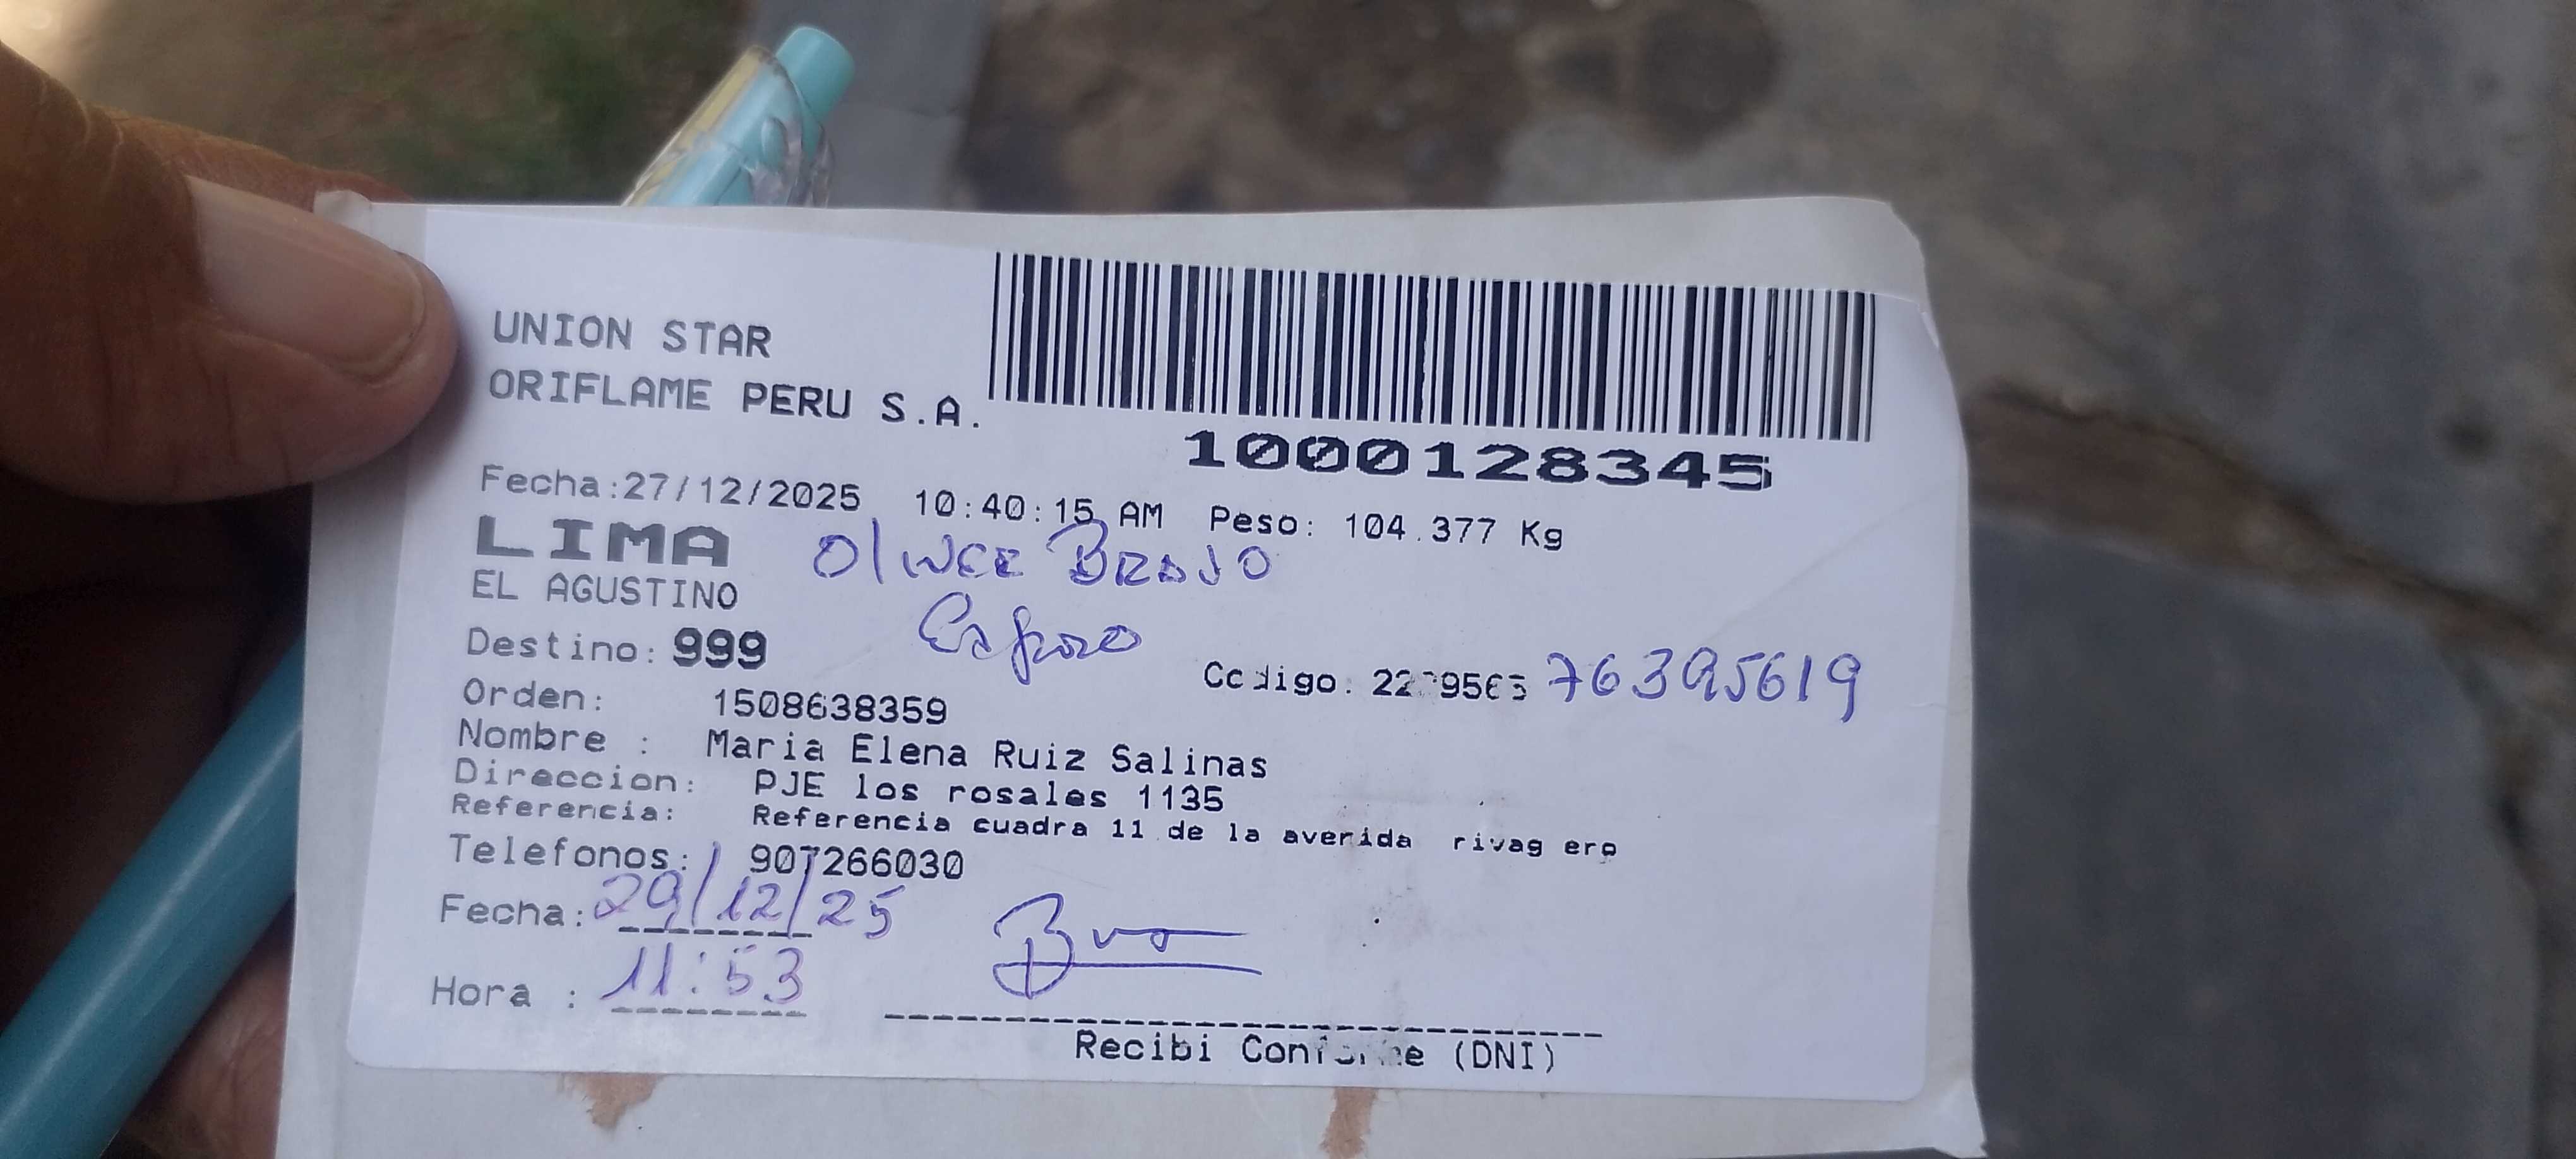 UNION STAR
ORIFLAME PERU S.A.
1000128345
Fecha:27/12/2025 10:40:15 AM Peso: 104.377 Kg
LIMA
EL AGUSTINO
Destino: 999
76395619
Orden: 1508638359
Nombre : Maria Elena Ruiz Salinas
Direccion: PJE los rosales 1135
Referencia: Referencia cuadra 11 de la avenida rivag ero
Telefonos: 907266030
Fecha: 29/12/25
Hora : 11:53
Recibi Conforme (DNI)